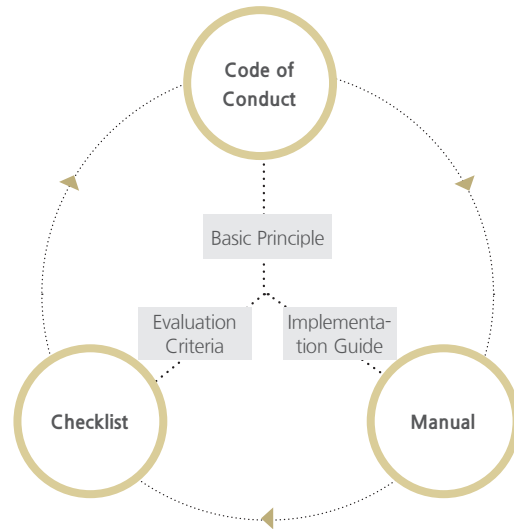 Code of
Conduct
Basic Principle
Evaluation
Criteria
Implementa-
tion Guide
Checklist
Manual